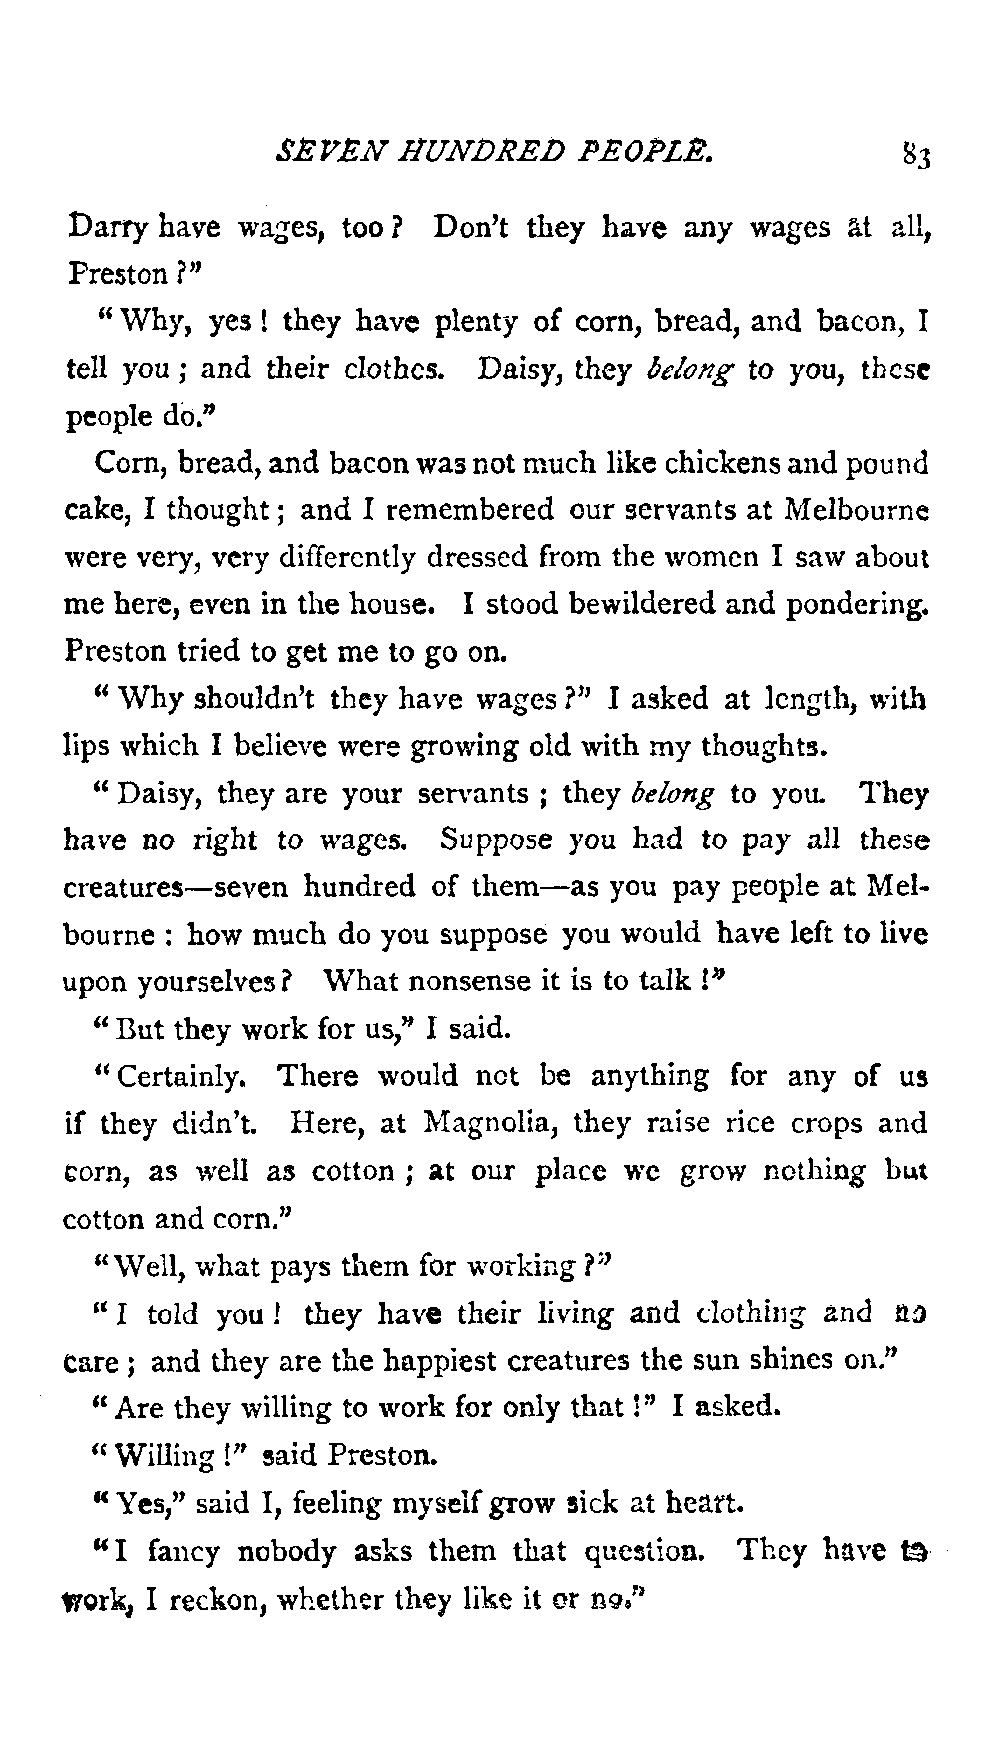 SEVEN HUNDRED PEOPLE. 83
Darry have wages, too? Don't they have any wages at all,
Preston?"
"Why, yes! they have plenty of corn, bread, and bacon, I
tell you; and their clothes. Daisy, they belong to you, these
people do."
Corn, bread, and bacon was not much like chickens and pound
cake, I thought; and I remembered our servants at Melbourne
were very, very differently dressed from the women I saw about
me here, even in the house. I stood bewildered and pondering.
Preston tried to get me to go on.
"Why shouldn't they have wages?" I asked at length, with
lips which I believe were growing old with my thoughts.
"Daisy, they are your servants; they belong to you. They
have no right to wages. Suppose you had to pay all these
creatures—seven hundred of them—as you pay people at Mel-
bourne: how much do you suppose you would have left to live
upon yourselves? What nonsense it is to talk!"
"But they work for us," I said.
"Certainly. There would not be anything for any of us
if they didn't. Here, at Magnolia, they raise rice crops and
corn, as well as cotton; at our place we grow nothing but
cotton and corn."
"Well, what pays them for working?"
"I told you! they have their living and clothing and no
care; and they are the happiest creatures the sun shines on."
"Are they willing to work for only that!" I asked.
"Willing!" said Preston.
"Yes," said I, feeling myself grow sick at heart.
"I fancy nobody asks them that question. They have to
work, I reckon, whether they like it or no."